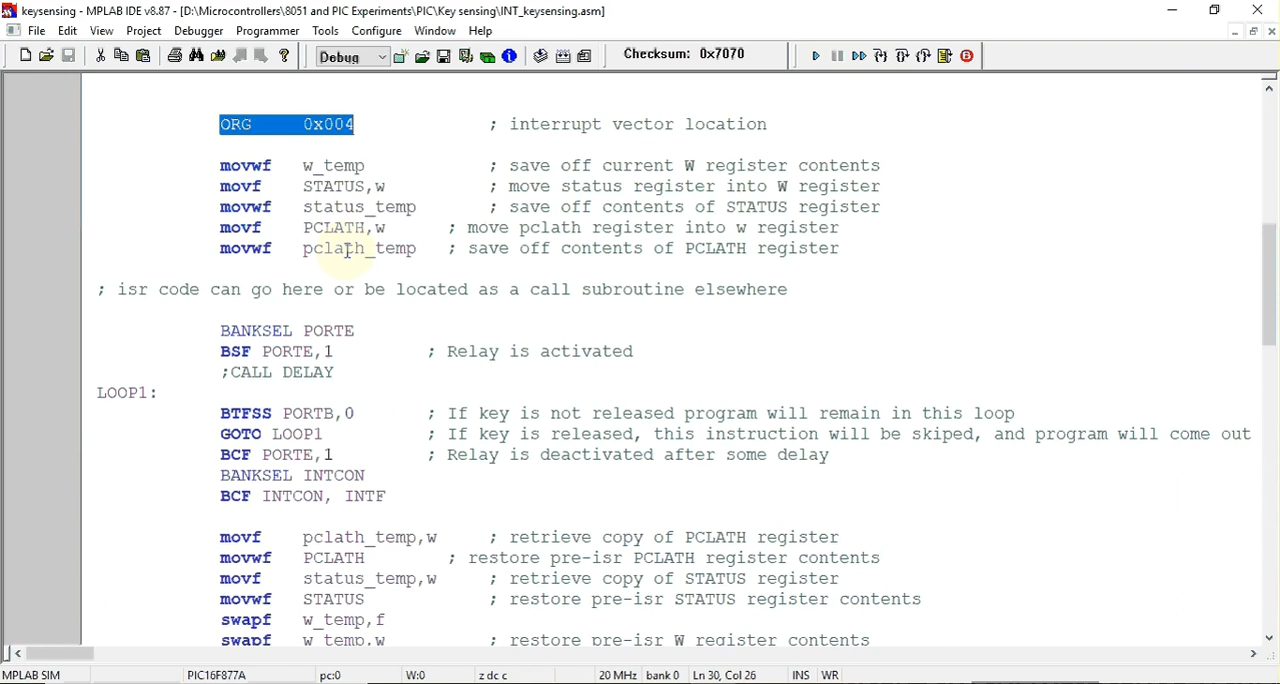 keysensing - MPLAB IDE v8.87 - [D:\Microcontrollers\8051 and PIC Experiments\PIC\Key sensing\INT_keysensing.asm]
File Edit View Project Debugger Programmer Tools Configure Window Help
Debug Checksum: 0x7070
ORG 0x004 ; interrupt vector location
movwf w_temp ; save off current W register contents
movf STATUS,w ; move status register into W register
movwf status_temp ; save off contents of STATUS register
movf PCLATH,w ; move pclath register into w register
movwf pclath_temp ; save off contents of PCLATH register
; isr code can go here or be located as a call subroutine elsewhere
BANKSEL PORTE
BSF PORTE,1 ; Relay is activated
;CALL DELAY
LOOP1:
BTFSS PORTB,0 ; If key is not released program will remain in this loop
GOTO LOOP1 ; If key is released, this instruction will be skiped, and program will come out
BCF PORTE,1 ; Relay is deactivated after some delay
BANKSEL INTCON
BCF INTCON, INTF
movf pclath_temp,w ; retrieve copy of PCLATH register
movwf PCLATH ; restore pre-isr PCLATH register contents
movf status_temp,w ; retrieve copy of STATUS register
movwf STATUS ; restore pre-isr STATUS register contents
swapf w_temp,f
swapf w_temp,w ; restore pre-isr W register contents
MPLAB SIM PIC16F877A pc:0 W:0 z dc c 20 MHz bank 0 Ln 30, Col 26 INS WR